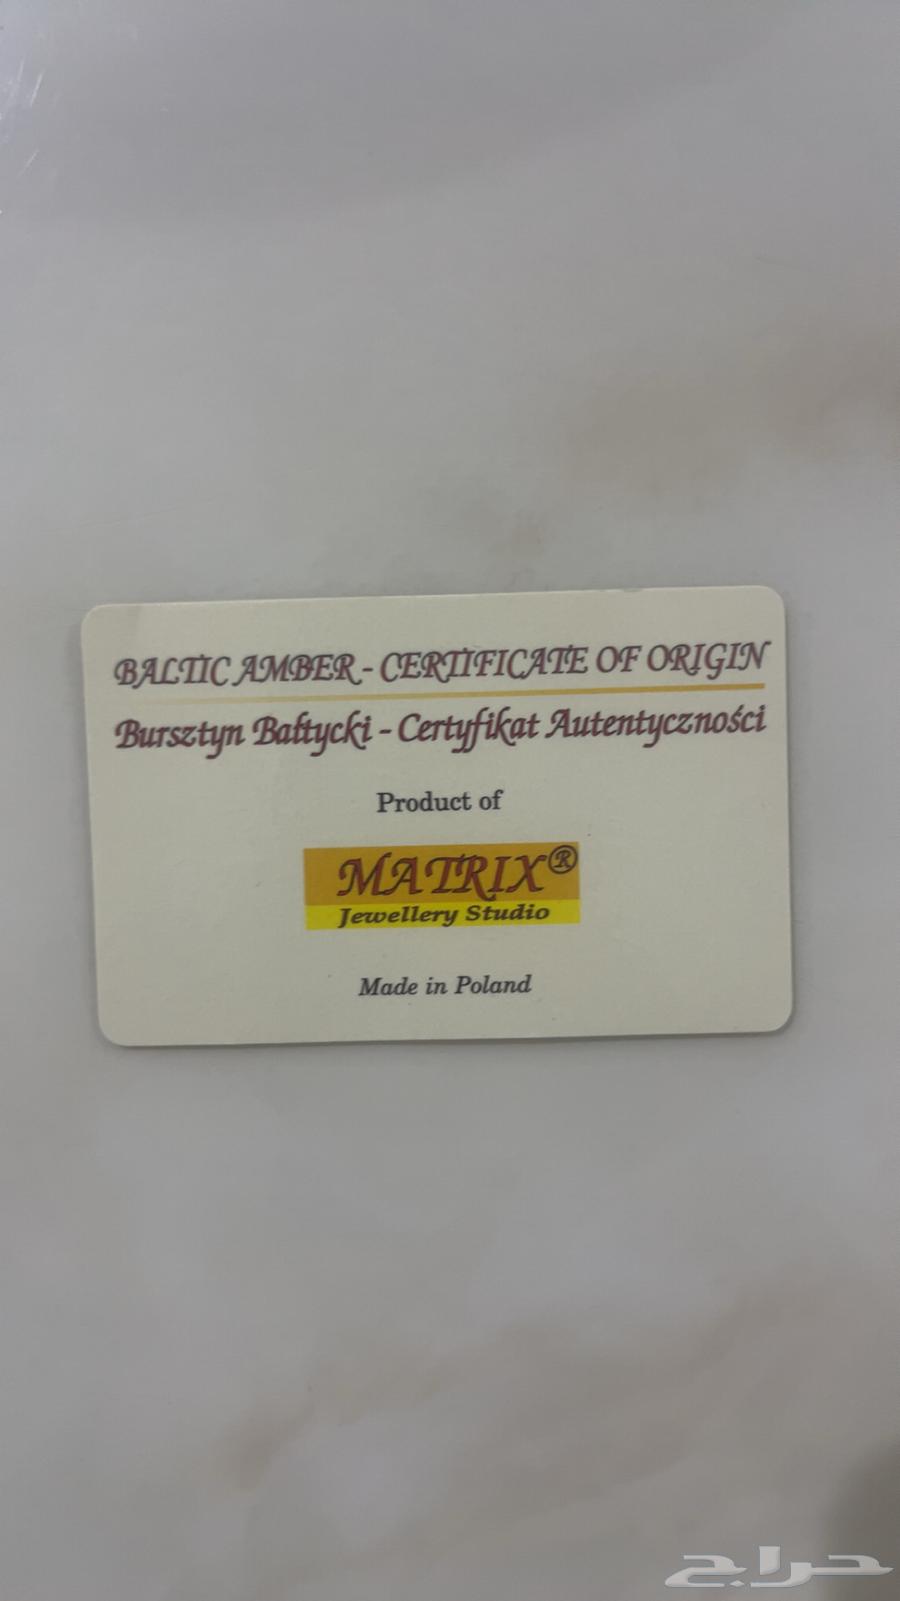 BALTIC AMBER - CERTIFICATE OF ORIGIN
Bursztyn Bałtycki - Certyfikat Autentyczności
Product of
MATRIX®
Jewellery Studio
Made in Poland
حراج